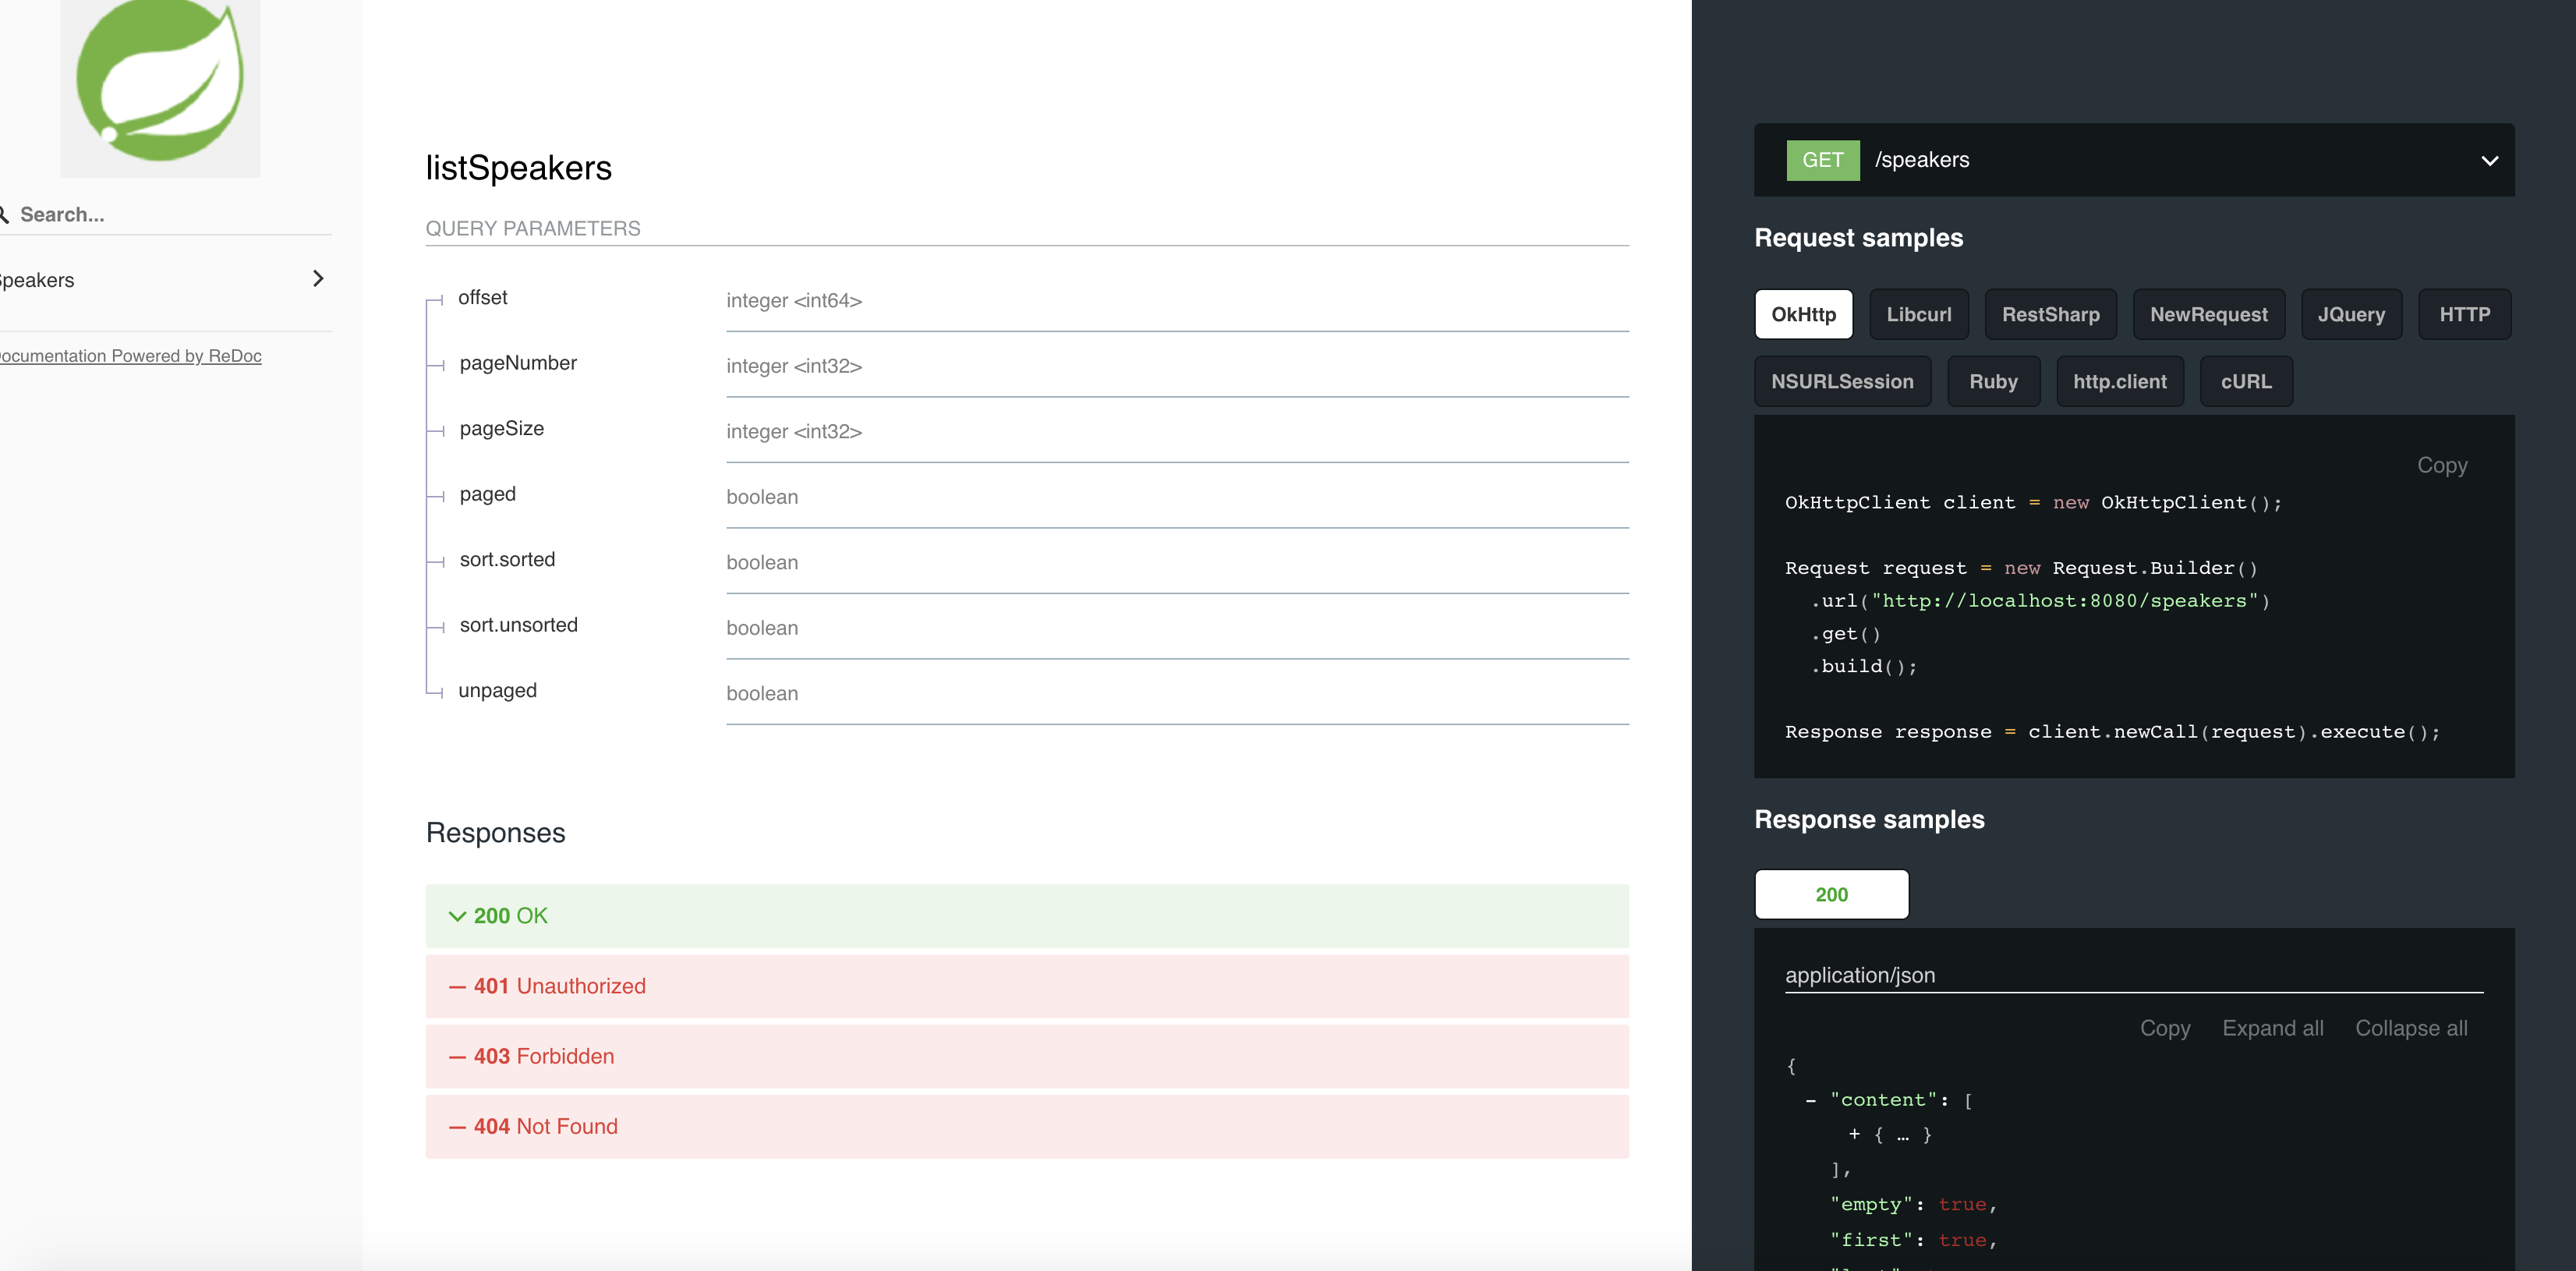 Search...
Speakers
Documentation Powered by ReDoc
listSpeakers
QUERY PARAMETERS
offset integer <int64>
pageNumber integer <int32>
pageSize integer <int32>
paged boolean
sort.sorted boolean
sort.unsorted boolean
unpaged boolean
Responses
200 OK
— 401 Unauthorized
— 403 Forbidden
— 404 Not Found
GET /speakers
Request samples
OkHttp Libcurl RestSharp NewRequest JQuery HTTP
NSURLSession Ruby http.client cURL
Copy
OkHttpClient client = new OkHttpClient();
Request request = new Request.Builder()
.url("http://localhost:8080/speakers")
.get()
.build();
Response response = client.newCall(request).execute();
Response samples
200
application/json
Copy Expand all Collapse all
{
- "content": [
+ { … }
],
"empty": true,
"first": true,